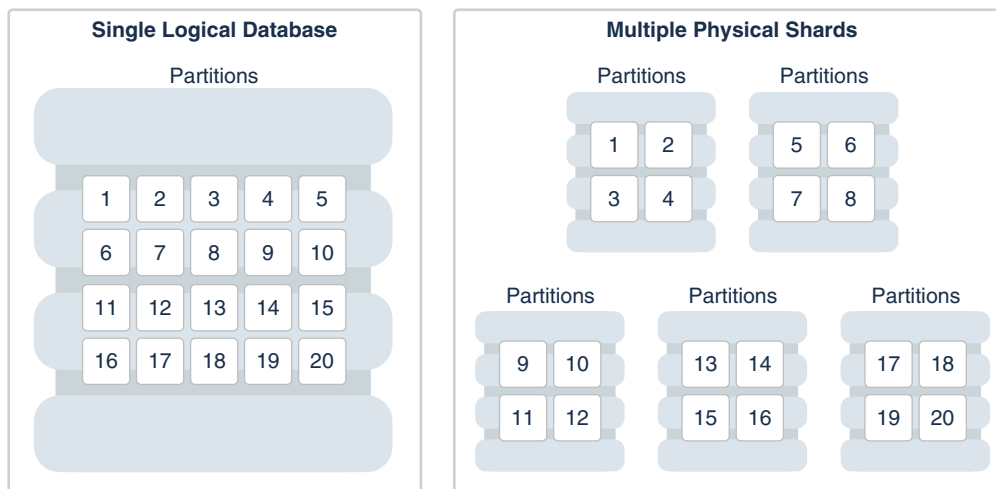 Single Logical Database
Partitions
1 2 3 4 5
6 7 8 9 10
11 12 13 14 15
16 17 18 19 20
Multiple Physical Shards
Partitions
1 2
3 4
Partitions
5 6
7 8
Partitions
9 10
11 12
Partitions
13 14
15 16
Partitions
17 18
19 20